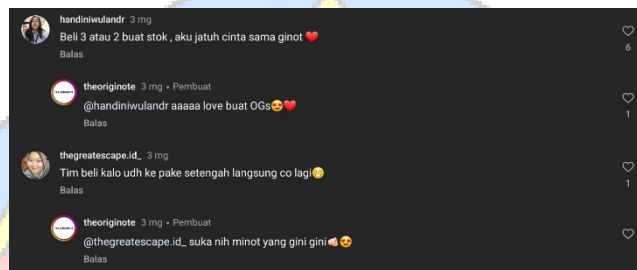 handiniwulandr 3 mg
Beli 3 atau 2 buat stok , aku jatuh cinta sama ginot ❤️
6
Balas
theoriginote 3 mg • Pembuat
@handiniwulandr aaaaa love buat OGs😍❤️
1
Balas
thegreatescape.id_ 3 mg
Tim beli kalo udh ke pake setengah langsung co lagi😁
1
Balas
theoriginote 3 mg • Pembuat
@thegreatescape.id_ suka nih minot yang gini gini👊🏻😍
Balas